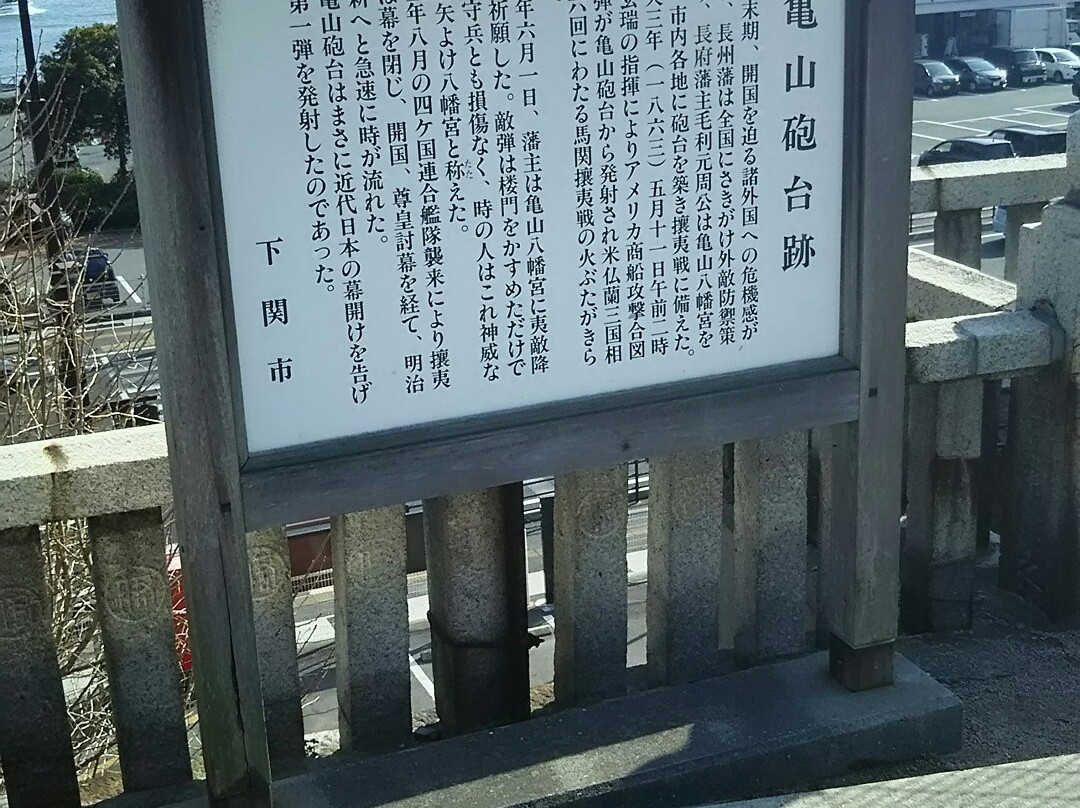 亀山砲台跡
末期、開国を迫る諸外国への危機感が
、長州藩は全国にさきがけ外敵防禦策
、長府藩主毛利元周公は亀山八幡宮を
市内各地に砲台を築き攘夷戦に備えた。
久三年（一八六三）五月十一日午前二時
玄瑞の指揮によりアメリカ商船攻撃合図
弾が亀山砲台から発射され米仏蘭三国相
六回にわたる馬関攘夷戦の火ぶたがきら
年六月一日、藩主は亀山八幡宮に夷敵降
祈願した。敵弾は楼門をかすめただけで
守兵とも損傷なく、時の人はこれ神威な
矢よけ八幡宮と称えた。
たた
年八月の四ケ国連合艦隊襲来により攘夷
は幕を閉じ、開国、尊皇討幕を経て、明治
新へと急速に時が流れた。
亀山砲台はまさに近代日本の幕開けを告げ
第一弾を発射したのであった。
下関市